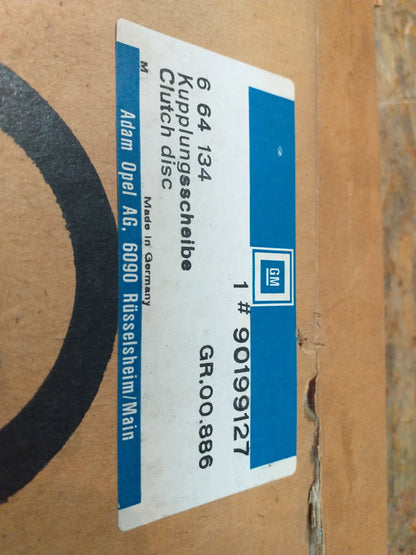 GM
1 # 90199127
6 64 134
GR.00.886
Kupplungsscheibe
Clutch disc
Made in Germany
M
Adam Opel AG, 6090 Rüsselsheim/Main